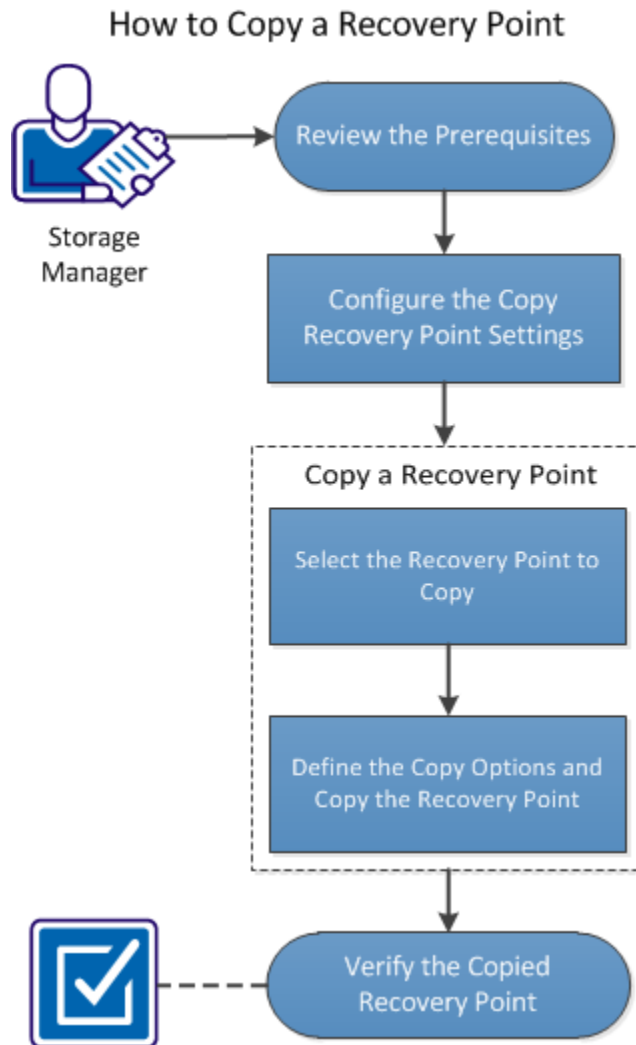 How to Copy a Recovery Point
Review the Prerequisites
Storage
Manager
Configure the Copy
Recovery Point Settings
Copy a Recovery Point
Select the Recovery Point to
Copy
Define the Copy Options and
Copy the Recovery Point
Verify the Copied
Recovery Point